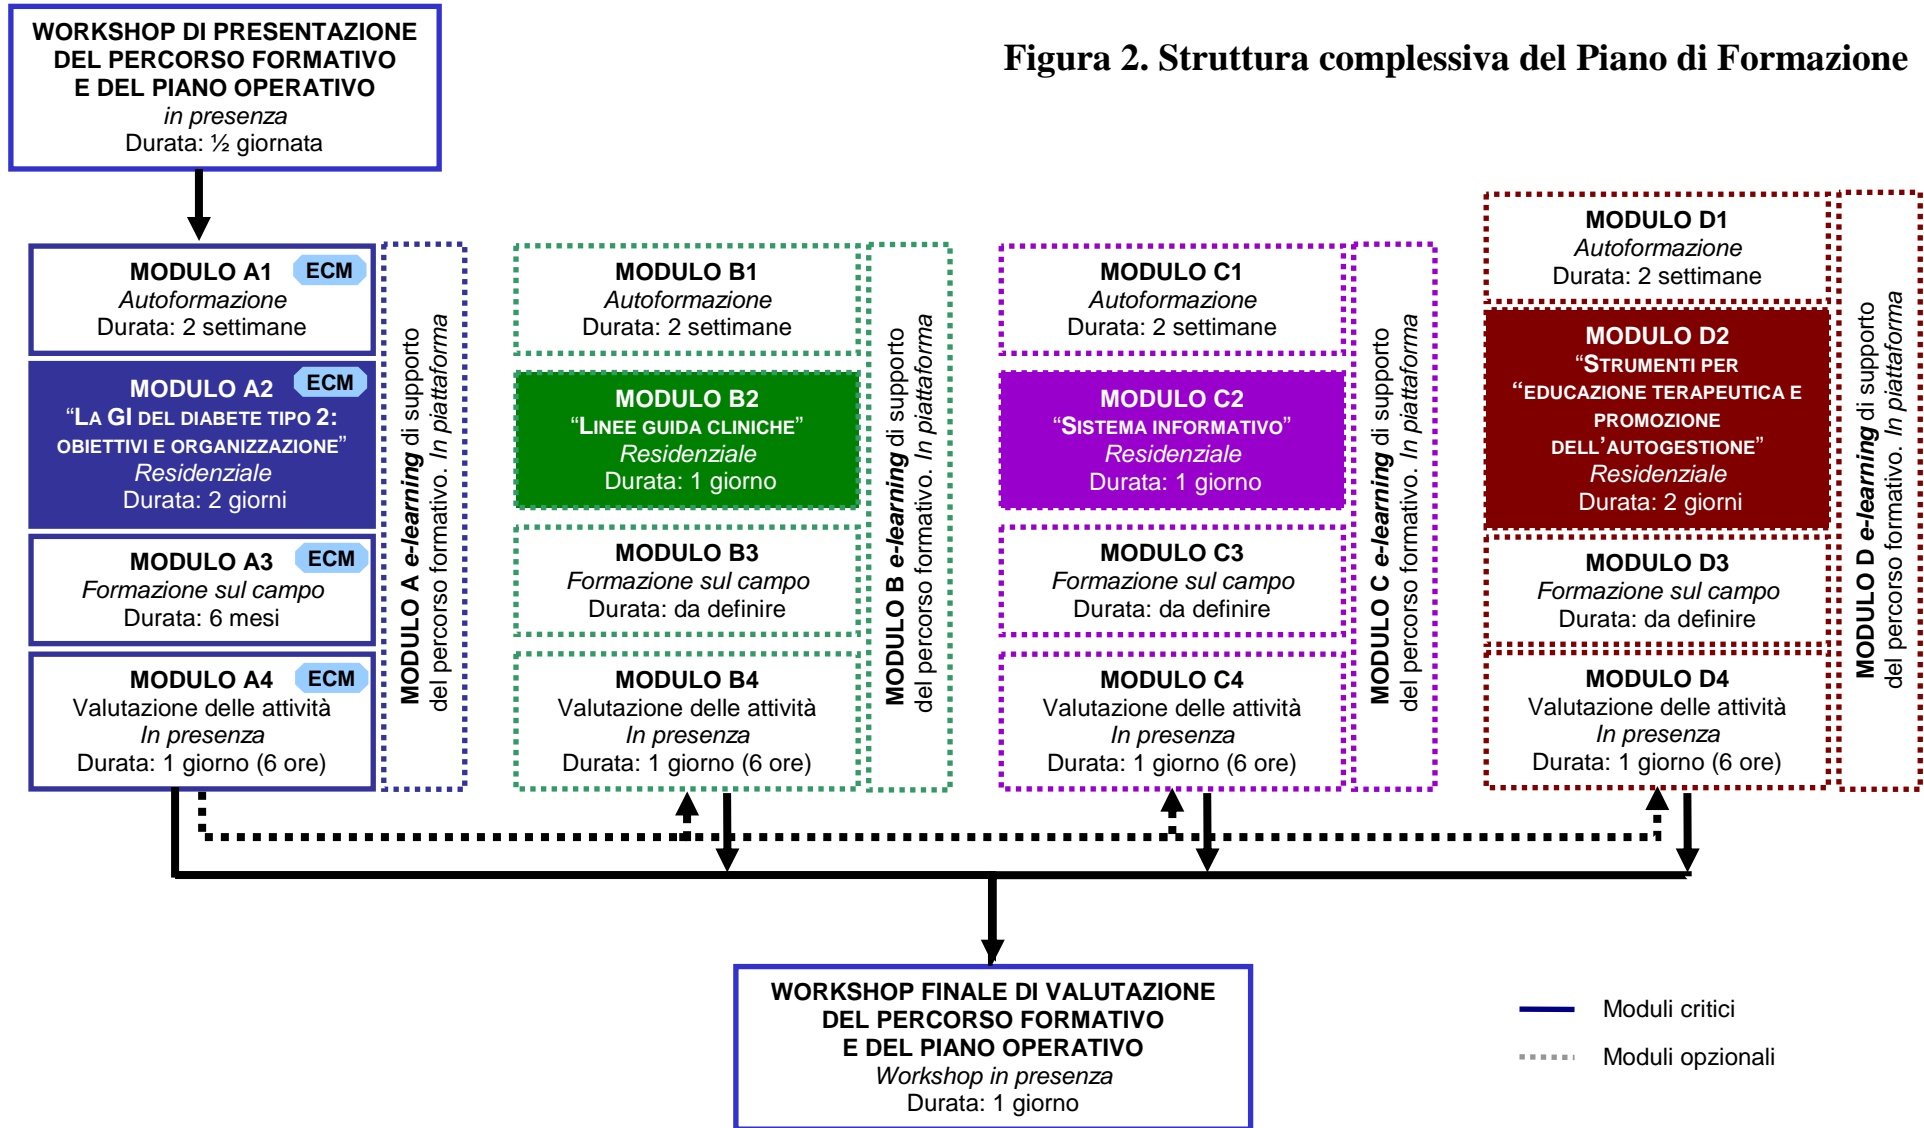 WORKSHOP DI PRESENTAZIONE
DEL PERCORSO FORMATIVO
E DEL PIANO OPERATIVO
in presenza
Durata: ½ giornata
Figura 2. Struttura complessiva del Piano di Formazione
MODULO A1
ECM
Autoformazione
Durata: 2 settimane
MODULO A2
ECM
“LA GI DEL DIABETE TIPO 2:
OBIETTIVI E ORGANIZZAZIONE”
Residenziale
Durata: 2 giorni
MODULO A3
ECM
Formazione sul campo
Durata: 6 mesi
MODULO A4
ECM
Valutazione delle attività
In presenza
Durata: 1 giorno (6 ore)
MODULO A e-learning di supporto
del percorso formativo. In piattaforma
MODULO B1
Autoformazione
Durata: 2 settimane
MODULO B2
“LINEE GUIDA CLINICHE”
Residenziale
Durata: 1 giorno
MODULO B3
Formazione sul campo
Durata: da definire
MODULO B4
Valutazione delle attività
In presenza
Durata: 1 giorno (6 ore)
MODULO B e-learning di supporto
del percorso formativo. In piattaforma
MODULO C1
Autoformazione
Durata: 2 settimane
MODULO C2
“SISTEMA INFORMATIVO”
Residenziale
Durata: 1 giorno
MODULO C3
Formazione sul campo
Durata: da definire
MODULO C4
Valutazione delle attività
In presenza
Durata: 1 giorno (6 ore)
MODULO C e-learning di supporto
del percorso formativo. In piattaforma
MODULO D1
Autoformazione
Durata: 2 settimane
MODULO D2
“STRUMENTI PER
“EDUCAZIONE TERAPEUTICA E
PROMOZIONE
DELL’AUTOGESTIONE”
Residenziale
Durata: 2 giorni
MODULO D3
Formazione sul campo
Durata: da definire
MODULO D4
Valutazione delle attività
In presenza
Durata: 1 giorno (6 ore)
MODULO D e-learning di supporto
del percorso formativo. In piattaforma
WORKSHOP FINALE DI VALUTAZIONE
DEL PERCORSO FORMATIVO
E DEL PIANO OPERATIVO
Workshop in presenza
Durata: 1 giorno
Moduli critici
Moduli opzionali